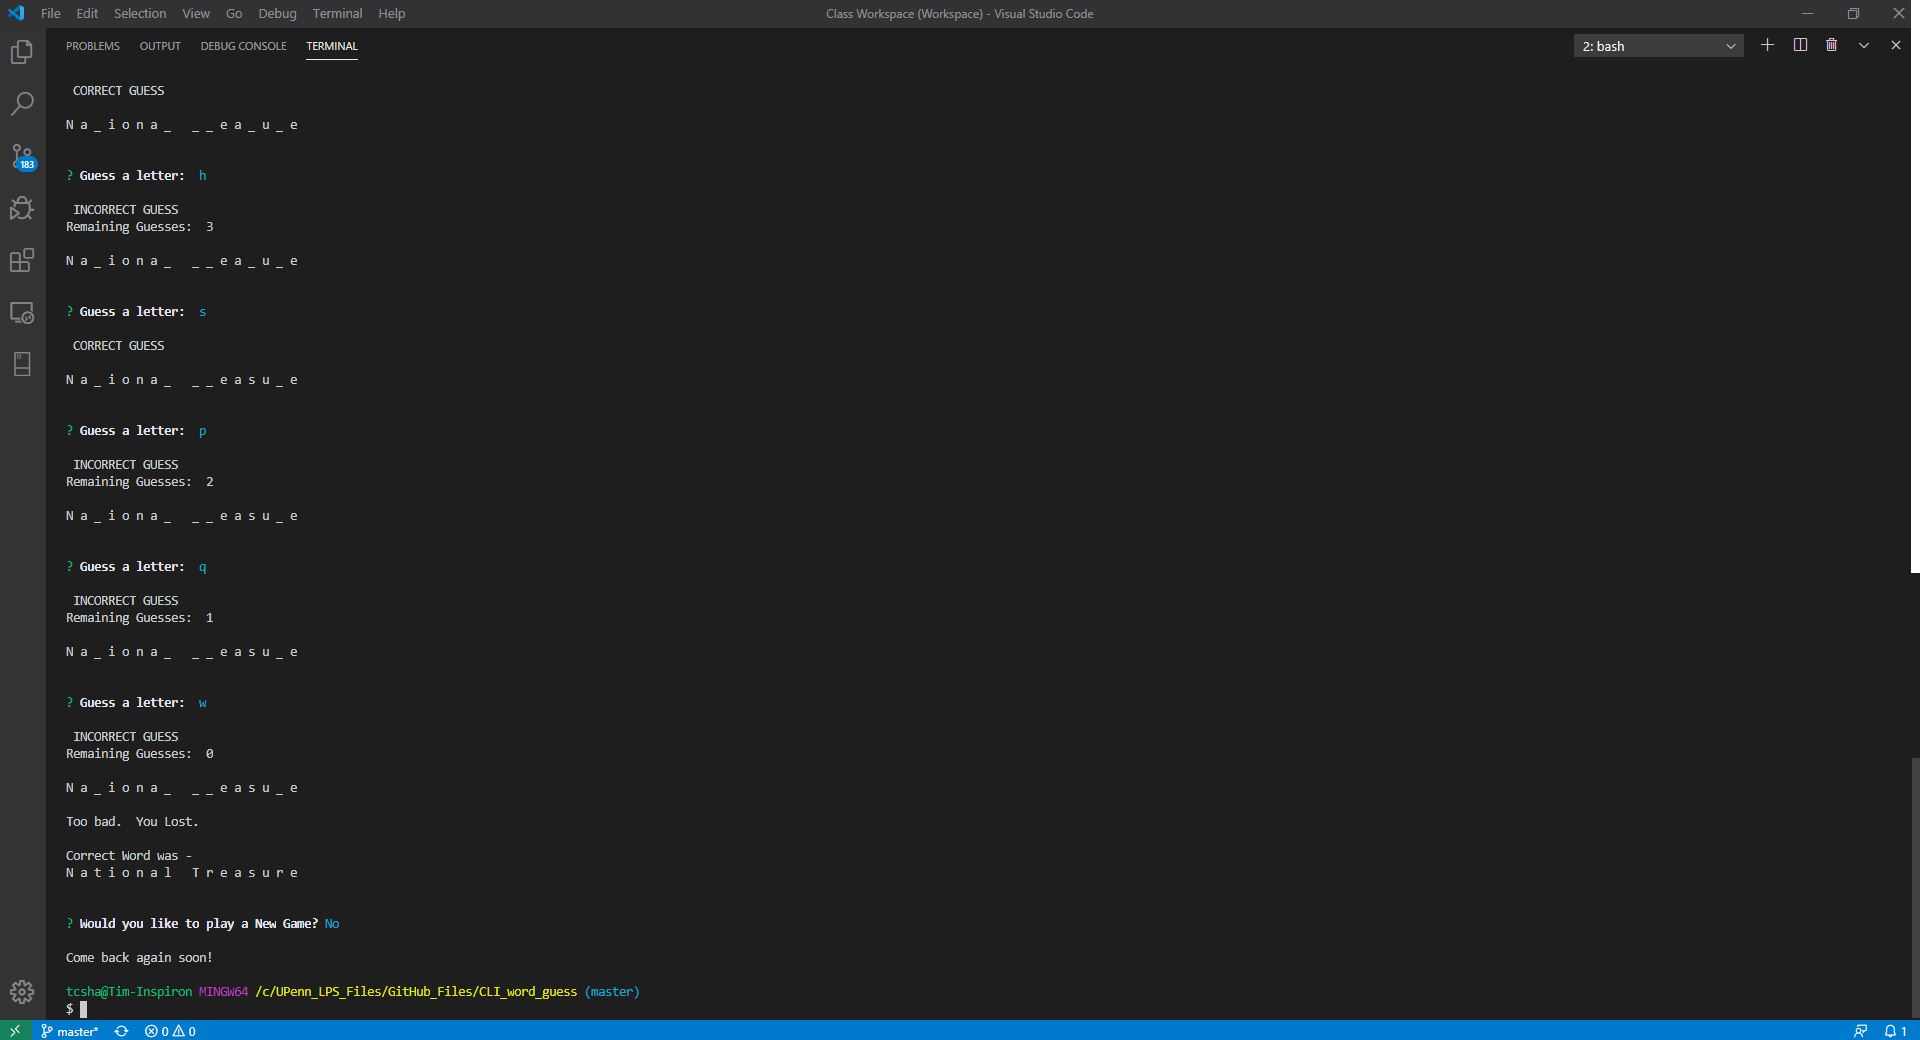 File Edit Selection View Go Debug Terminal Help Class Workspace (Workspace) - Visual Studio Code
PROBLEMS OUTPUT DEBUG CONSOLE TERMINAL 2: bash
CORRECT GUESS
N a _ i o n a _   _ _ e a _ u _ e
? Guess a letter: h
INCORRECT GUESS
Remaining Guesses: 3
N a _ i o n a _   _ _ e a _ u _ e
? Guess a letter: s
CORRECT GUESS
N a _ i o n a _   _ _ e a s u _ e
? Guess a letter: p
INCORRECT GUESS
Remaining Guesses: 2
N a _ i o n a _   _ _ e a s u _ e
? Guess a letter: q
INCORRECT GUESS
Remaining Guesses: 1
N a _ i o n a _   _ _ e a s u _ e
? Guess a letter: w
INCORRECT GUESS
Remaining Guesses: 0
N a _ i o n a _   _ _ e a s u _ e
Too bad. You Lost.
Correct Word was -
N a t i o n a l   T r e a s u r e
? Would you like to play a New Game? No
Come back again soon!
tcsha@Tim-Inspiron MINGW64 /c/UPenn_LPS_Files/GitHub_Files/CLI_word_guess (master)
$
183
master* 0 0 1